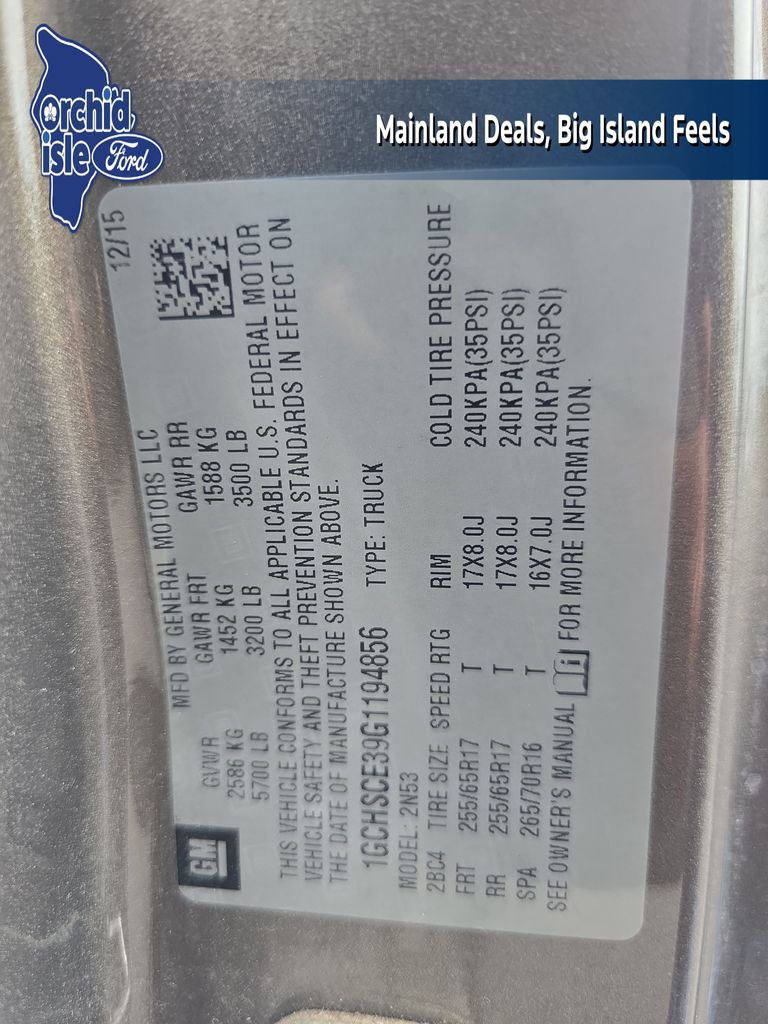 Orchid
isle
Ford
Mainland Deals, Big Island Feels
MFD BY GENERAL MOTORS LLC 12/15
GM
GVWR GAWR FRT GAWR RR
2586 KG 1452 KG 1588 KG
5700 LB 3200 LB 3500 LB
THIS VEHICLE CONFORMS TO ALL APPLICABLE U.S. FEDERAL MOTOR
VEHICLE SAFETY AND THEFT PREVENTION STANDARDS IN EFFECT ON
THE DATE OF MANUFACTURE SHOWN ABOVE.
1GCHSCE39G1194856 TYPE: TRUCK
MODEL: 2N53
2BC4 TIRE SIZE SPEED RTG RIM COLD TIRE PRESSURE
FRT 255/65R17 T 17X8.0J 240KPA(35PSI)
RR 255/65R17 T 17X8.0J 240KPA(35PSI)
SPA 265/70R16 T 16X7.0J 240KPA(35PSI)
SEE OWNER'S MANUAL FOR MORE INFORMATION.